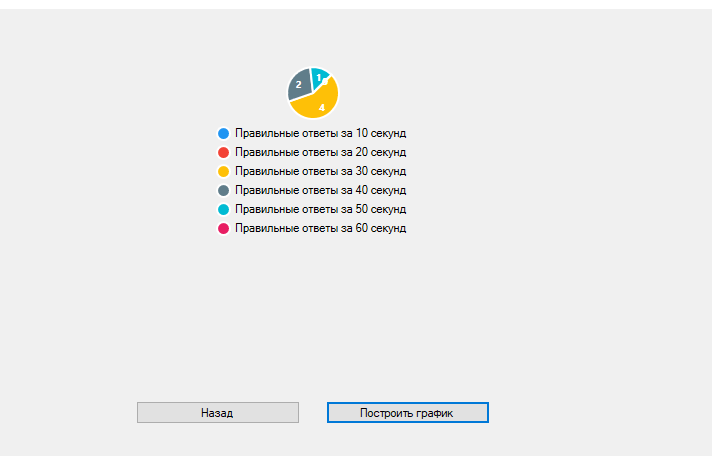 1
2
4
Правильные ответы за 10 секунд
Правильные ответы за 20 секунд
Правильные ответы за 30 секунд
Правильные ответы за 40 секунд
Правильные ответы за 50 секунд
Правильные ответы за 60 секунд
Назад
Построить график